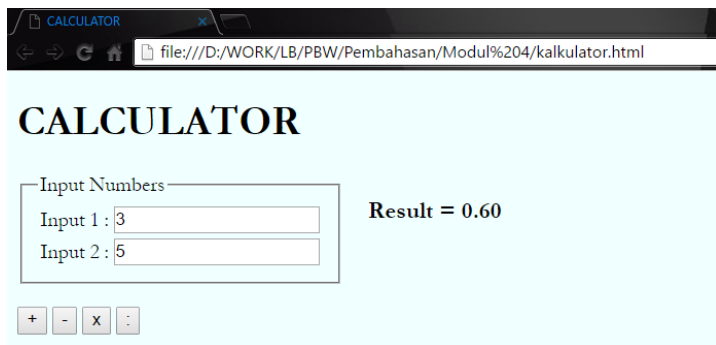 CALCULATOR
file:///D:/WORK/LB/PBW/Pembahasan/Modul%204/kalkulator.html
CALCULATOR
Input Numbers
Input 1 : 3
Input 2 : 5
Result = 0.60
+ - x :